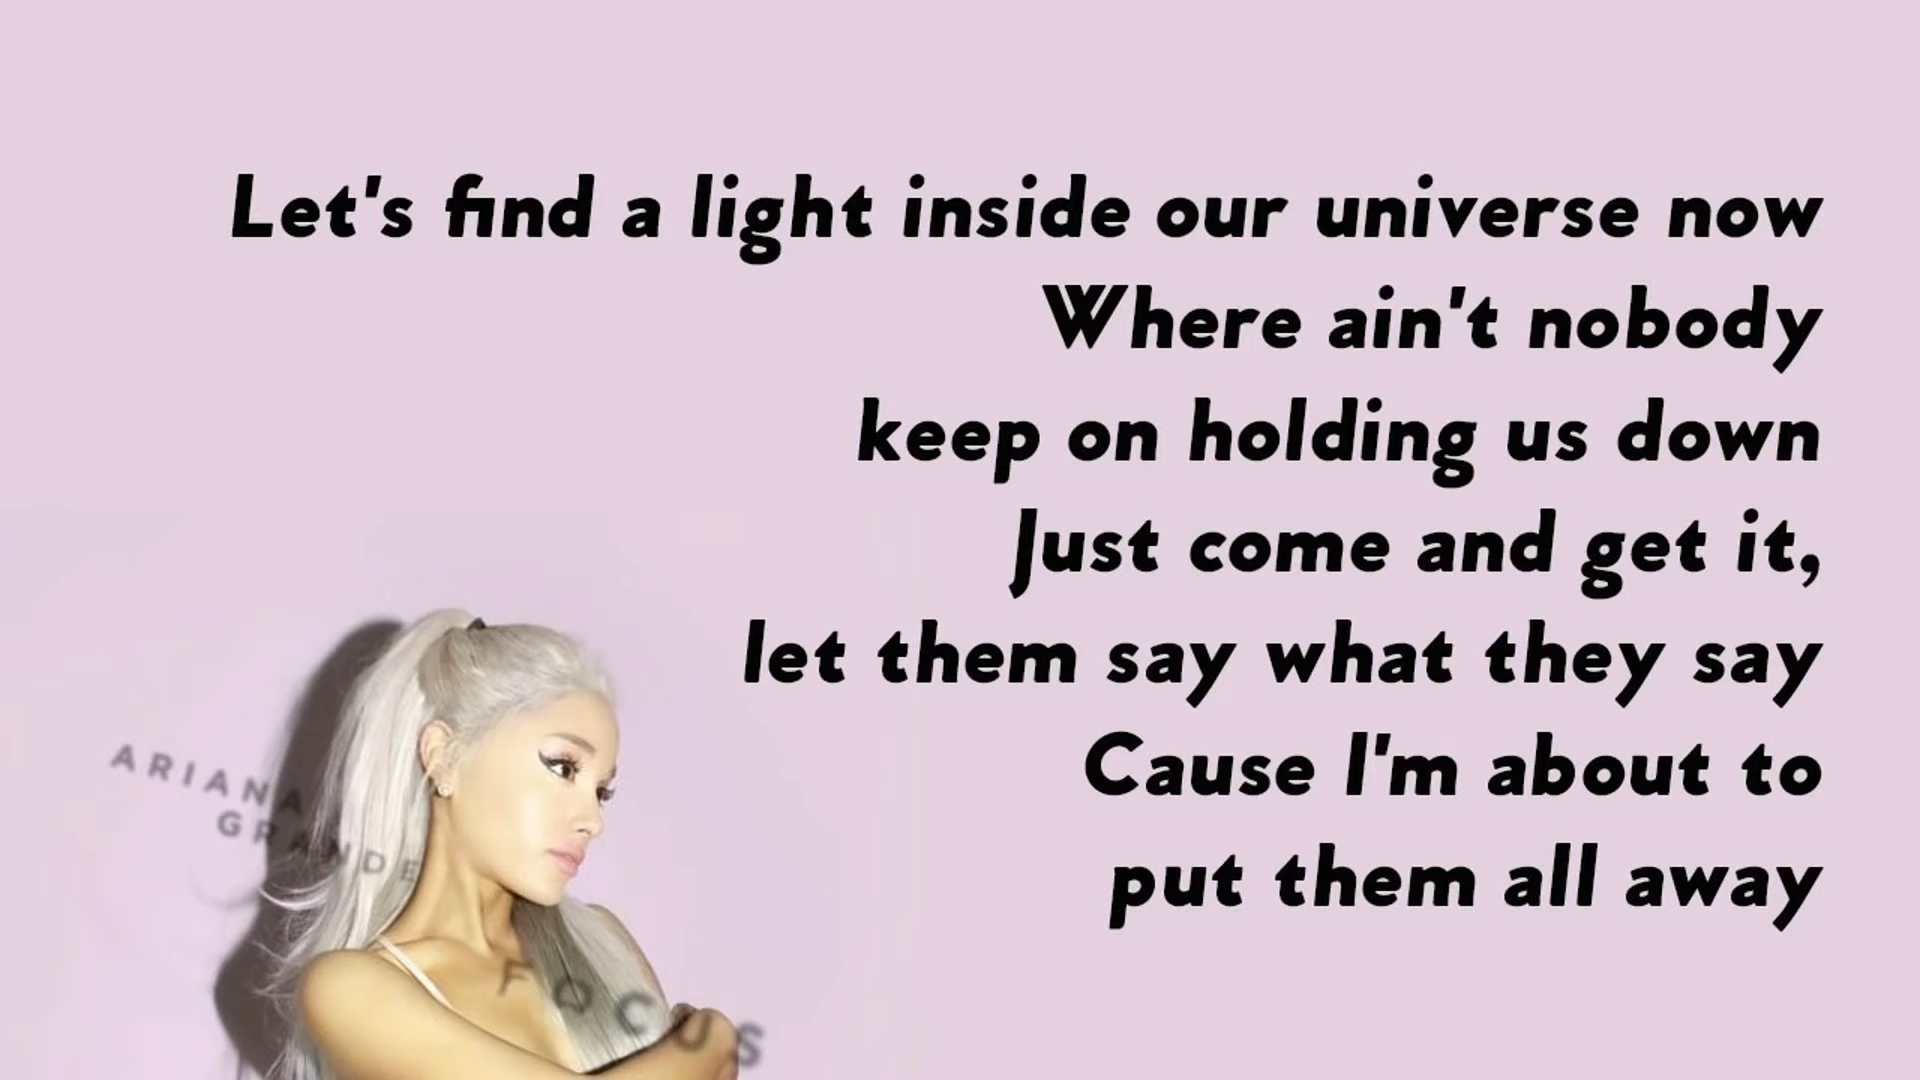 Let's find a light inside our universe now
Where ain't nobody
keep on holding us down
Just come and get it,
let them say what they say
Cause I'm about to
put them all away
ARIANA
GRANDE
FOCUS